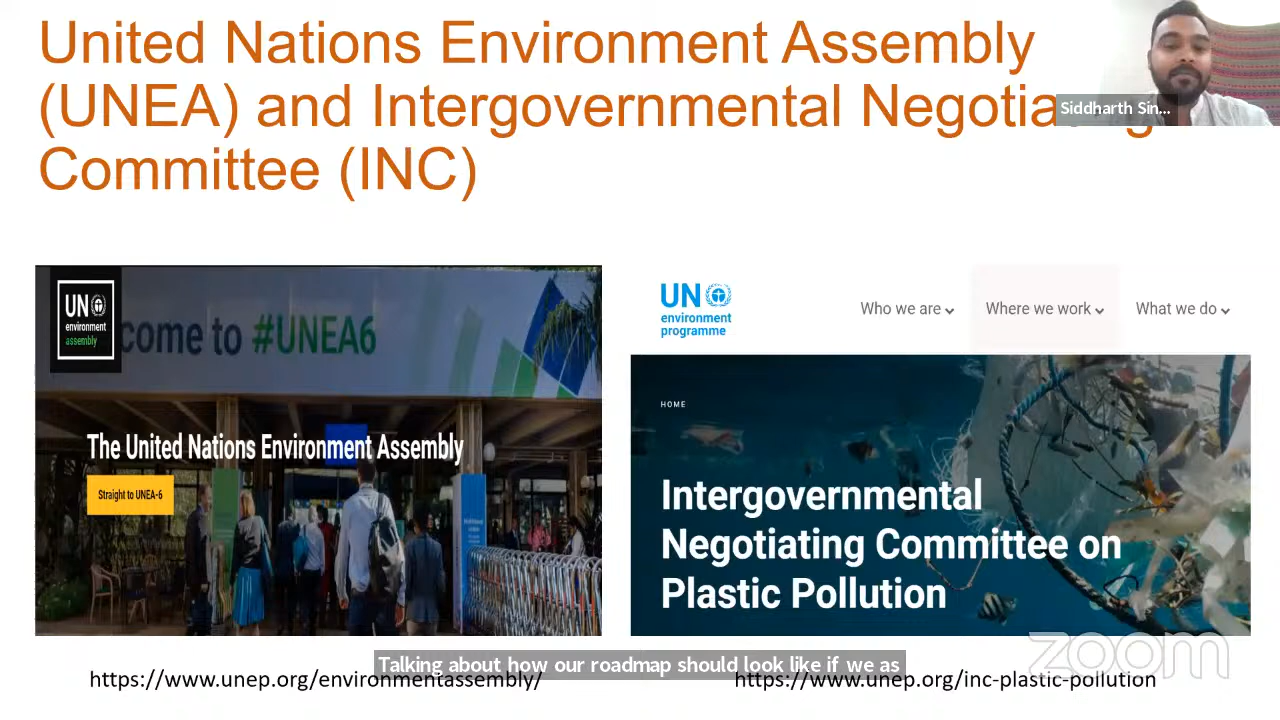 United Nations Environment Assembly
(UNEA) and Intergovernmental Negotiating
Committee (INC)
Siddharth Sin...
UN
environment
assembly
come to #UNEA6
The United Nations Environment Assembly
Straight to UNEA-6
UN
environment
programme
Who we are
Where we work
What we do
HOME
Intergovernmental
Negotiating Committee on
Plastic Pollution
Talking about how our roadmap should look like if we as
https://www.unep.org/environmentassembly/
https://www.unep.org/inc-plastic-pollution
zoom